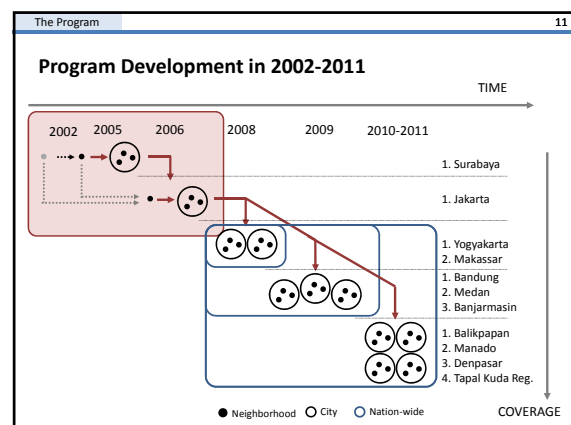 The Program
11
Program Development in 2002-2011
TIME
2002 2005 2006 2008 2009 2010-2011
1. Surabaya
1. Jakarta
1. Yogyakarta
2. Makassar
1. Bandung
2. Medan
3. Banjarmasin
1. Balikpapan
2. Manado
3. Denpasar
4. Tapal Kuda Reg.
Neighborhood City Nation-wide COVERAGE